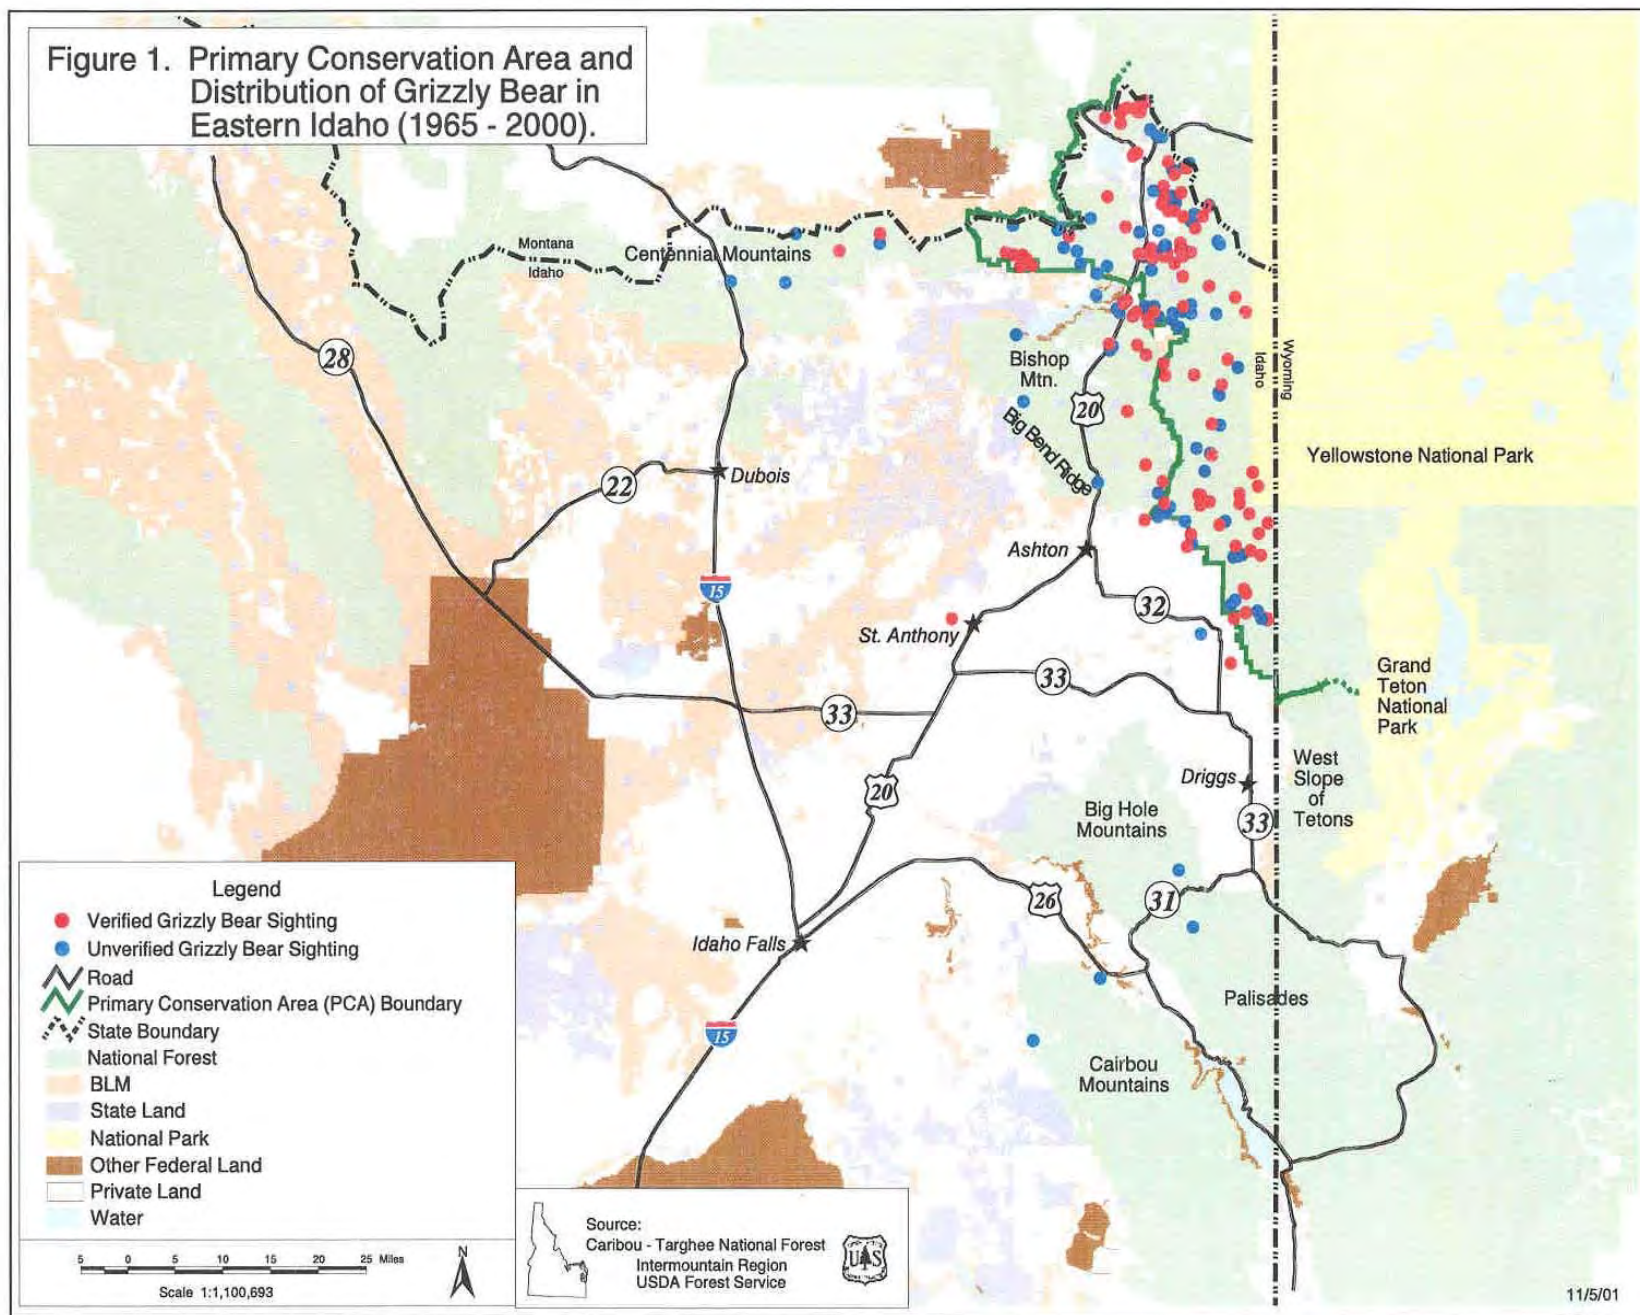 Figure 1. Primary Conservation Area and
Distribution of Grizzly Bear in
Eastern Idaho (1965 - 2000).
Montana
Idaho
Centennial Mountains
28
Bishop
Mtn.
Wyoming
Idaho
20
Big Bend Ridge
Yellowstone National Park
22
Dubois
Ashton
15
32
St. Anthony
33
Grand
Teton
National
Park
33
West
Slope
of
Tetons
Driggs
20
Big Hole
Mountains
33
26
31
Idaho Falls
Palisades
15
Cairbou
Mountains
Legend
Verified Grizzly Bear Sighting
Unverified Grizzly Bear Sighting
Road
Primary Conservation Area (PCA) Boundary
State Boundary
National Forest
BLM
State Land
National Park
Other Federal Land
Private Land
Water
5 0 5 10 15 20 25 Miles
Scale 1:1,100,693
N
Source:
Caribou - Targhee National Forest
Intermountain Region
USDA Forest Service
U S
11/5/01